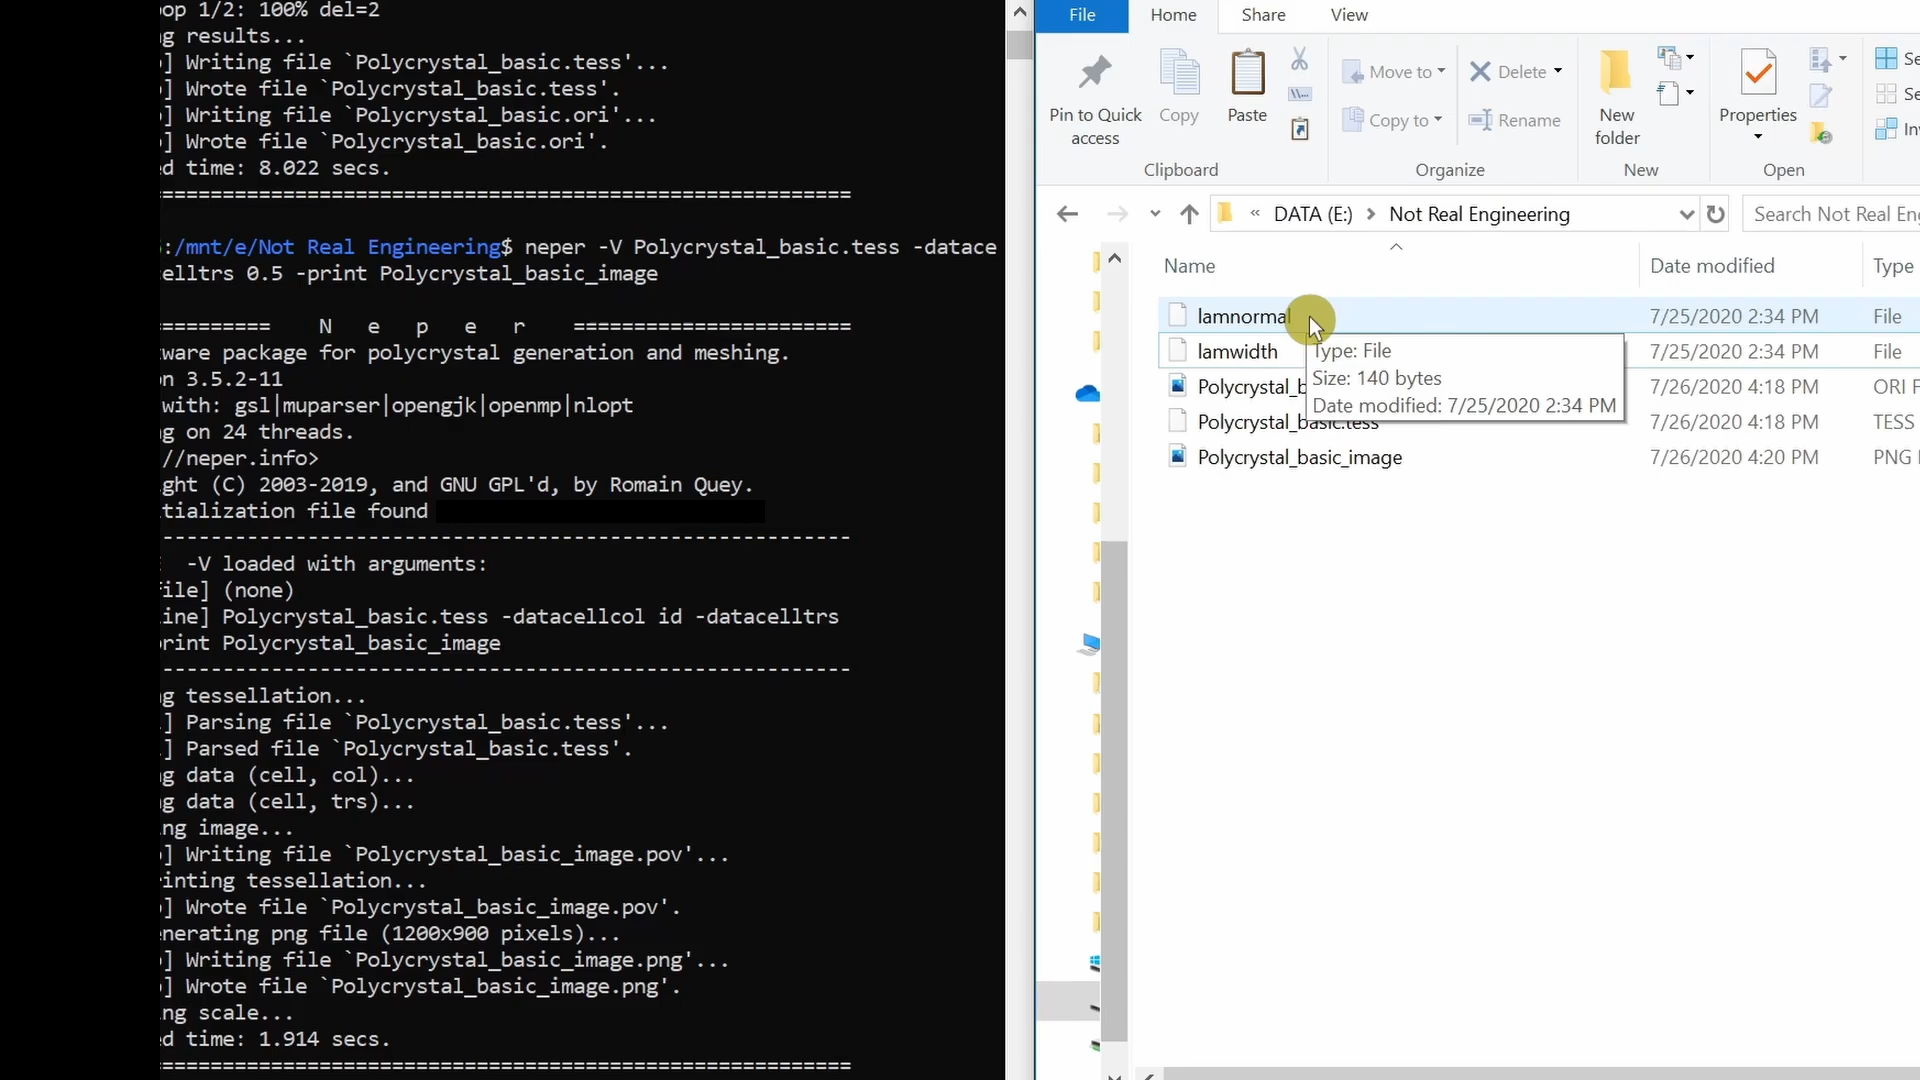 op 1/2: 100% del=2
g results...
] Writing file `Polycrystal_basic.tess'...
] Wrote file `Polycrystal_basic.tess'.
] Writing file `Polycrystal_basic.ori'...
] Wrote file `Polycrystal_basic.ori'.
d time: 8.022 secs.
=========================================================
:/mnt/e/Not Real Engineering$ neper -V Polycrystal_basic.tess -datace
elltrs 0.5 -print Polycrystal_basic_image
========= N e p e r =======================
ware package for polycrystal generation and meshing.
n 3.5.2-11
with: gsl|muparser|opengjk|openmp|nlopt
g on 24 threads.
//neper.info>
ght (C) 2003-2019, and GNU GPL'd, by Romain Quey.
tialization file found
---------------------------------------------------------
-V loaded with arguments:
ile] (none)
ine] Polycrystal_basic.tess -datacellcol id -datacelltrs
rint Polycrystal_basic_image
---------------------------------------------------------
g tessellation...
] Parsing file `Polycrystal_basic.tess'...
] Parsed file `Polycrystal_basic.tess'.
g data (cell, col)...
g data (cell, trs)...
ng image...
] Writing file `Polycrystal_basic_image.pov'...
inting tessellation...
] Wrote file `Polycrystal_basic_image.pov'.
nerating png file (1200x900 pixels)...
] Writing file `Polycrystal_basic_image.png'...
] Wrote file `Polycrystal_basic_image.png'.
ng scale...
d time: 1.914 secs.
=========================================================
File Home Share View
Pin to Quick access
Copy
Paste
Move to
Copy to
Delete
Rename
New folder
Properties
Se
Se
Inv
Clipboard Organize New Open
« DATA (E:) > Not Real Engineering
Search Not Real Eng
Name Date modified Type
lamnormal 7/25/2020 2:34 PM File
lamwidth 7/25/2020 2:34 PM File
Polycrystal_b 7/26/2020 4:18 PM ORI F
Polycrystal_basic.tess 7/26/2020 4:18 PM TESS
Polycrystal_basic_image 7/26/2020 4:20 PM PNG
Type: File
Size: 140 bytes
Date modified: 7/25/2020 2:34 PM